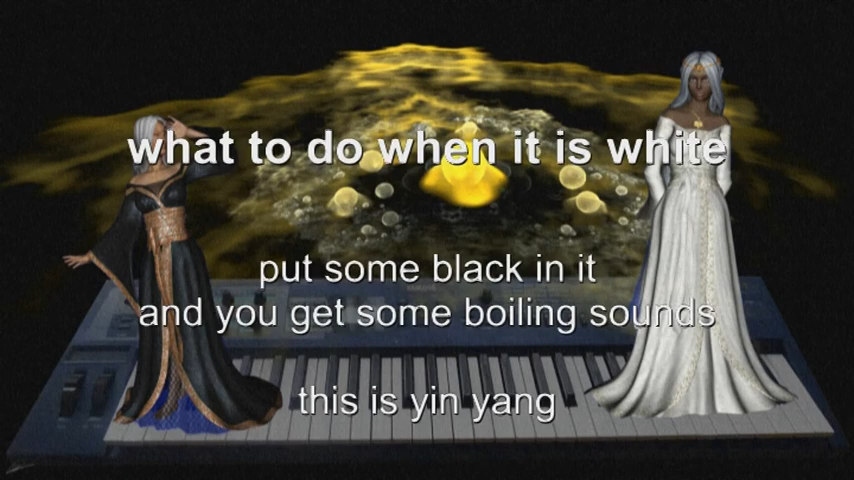 what to do when it is white
put some black in it
and you get some boiling sounds
this is yin yang